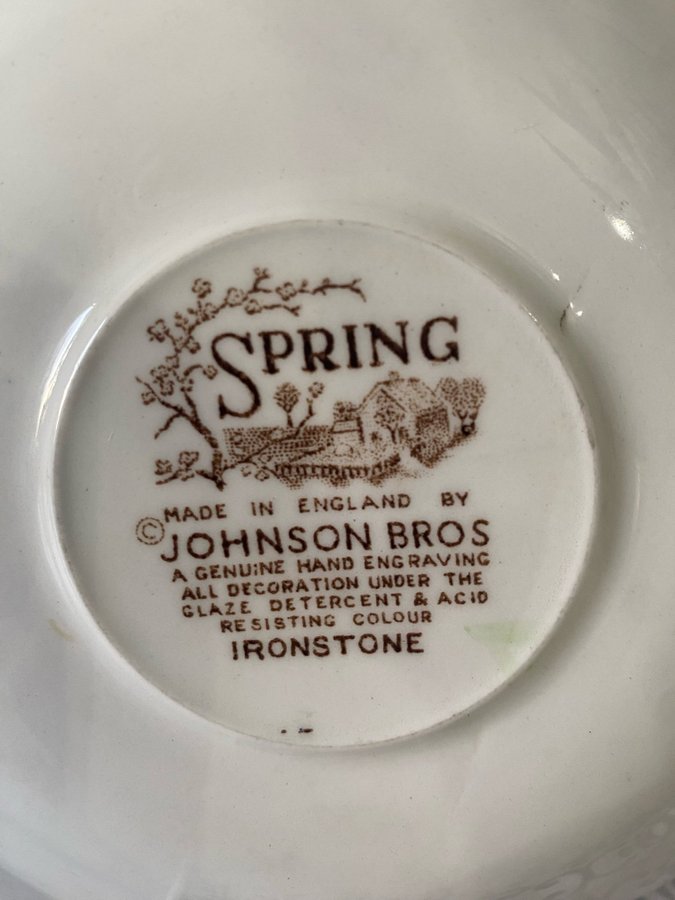 SPRING
MADE IN ENGLAND BY
© JOHNSON BROS
A GENUINE HAND ENGRAVING
ALL DECORATION UNDER THE
GLAZE DETERGENT & ACID
RESISTING COLOUR
IRONSTONE